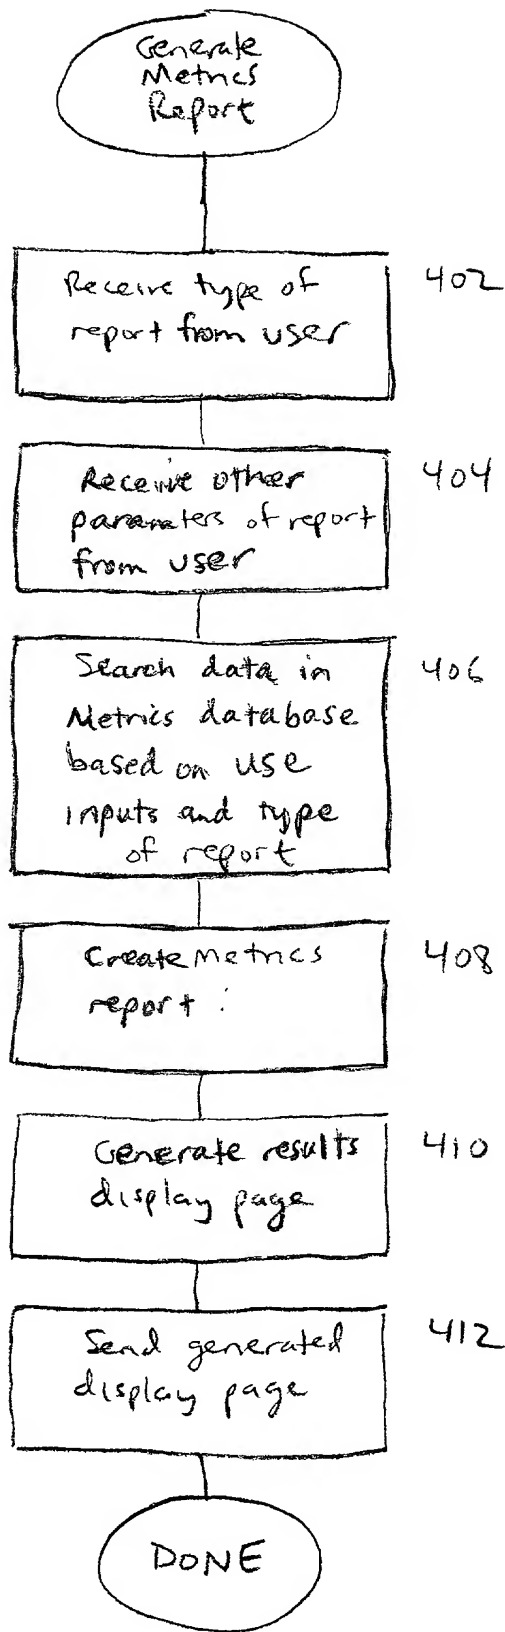 Generate
Metrics
Report
Receive type of
report from user
402
Receive other
parameters of report
from user
404
Search data in
Metrics database
based on use
inputs and type
of report
406
Create Metrics
report
408
Generate results
display page
410
Send generated
display page
412
DONE